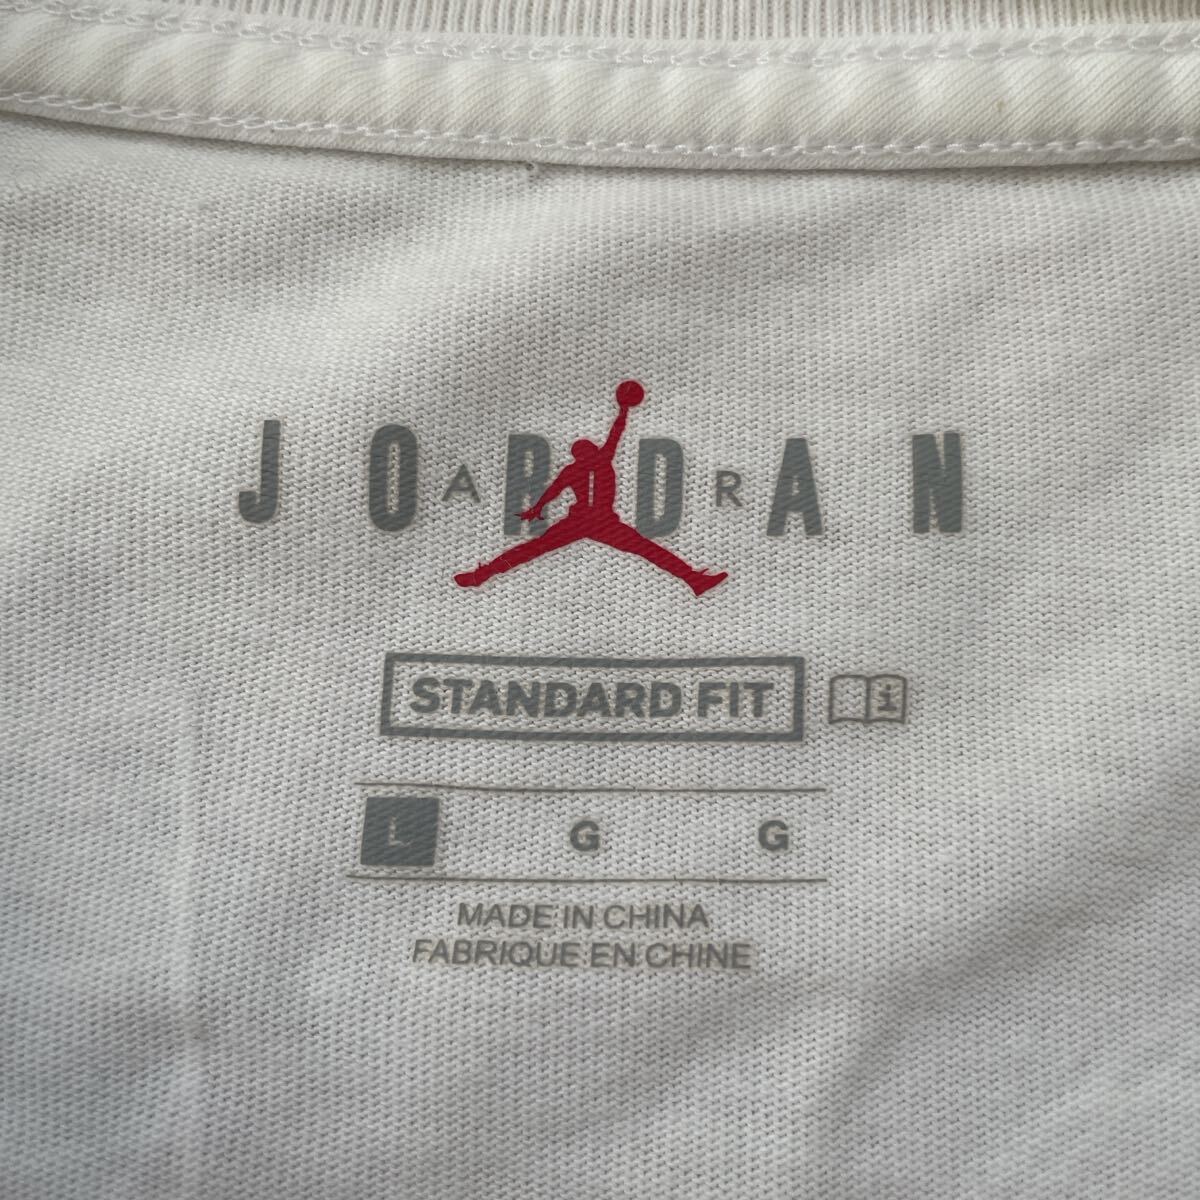 JORDAN
AIR
STANDARD FIT i
L G G
MADE IN CHINA
FABRIQUE EN CHINE